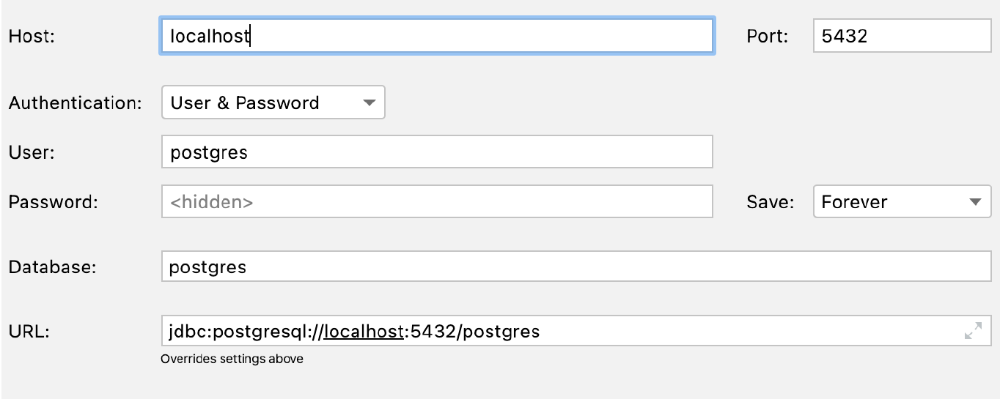 Host: localhost Port: 5432
Authentication: User & Password
User: postgres
Password: <hidden> Save: Forever
Database: postgres
URL: jdbc:postgresql://localhost:5432/postgres
Overrides settings above